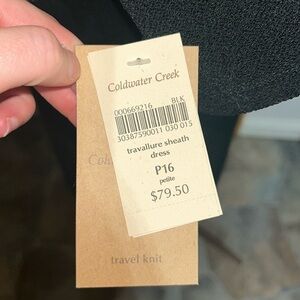 Coldwater Creek
000669216 BLK
30387590011 030 015
travallure sheath
dress
P16
petite
$79.50
travel knit